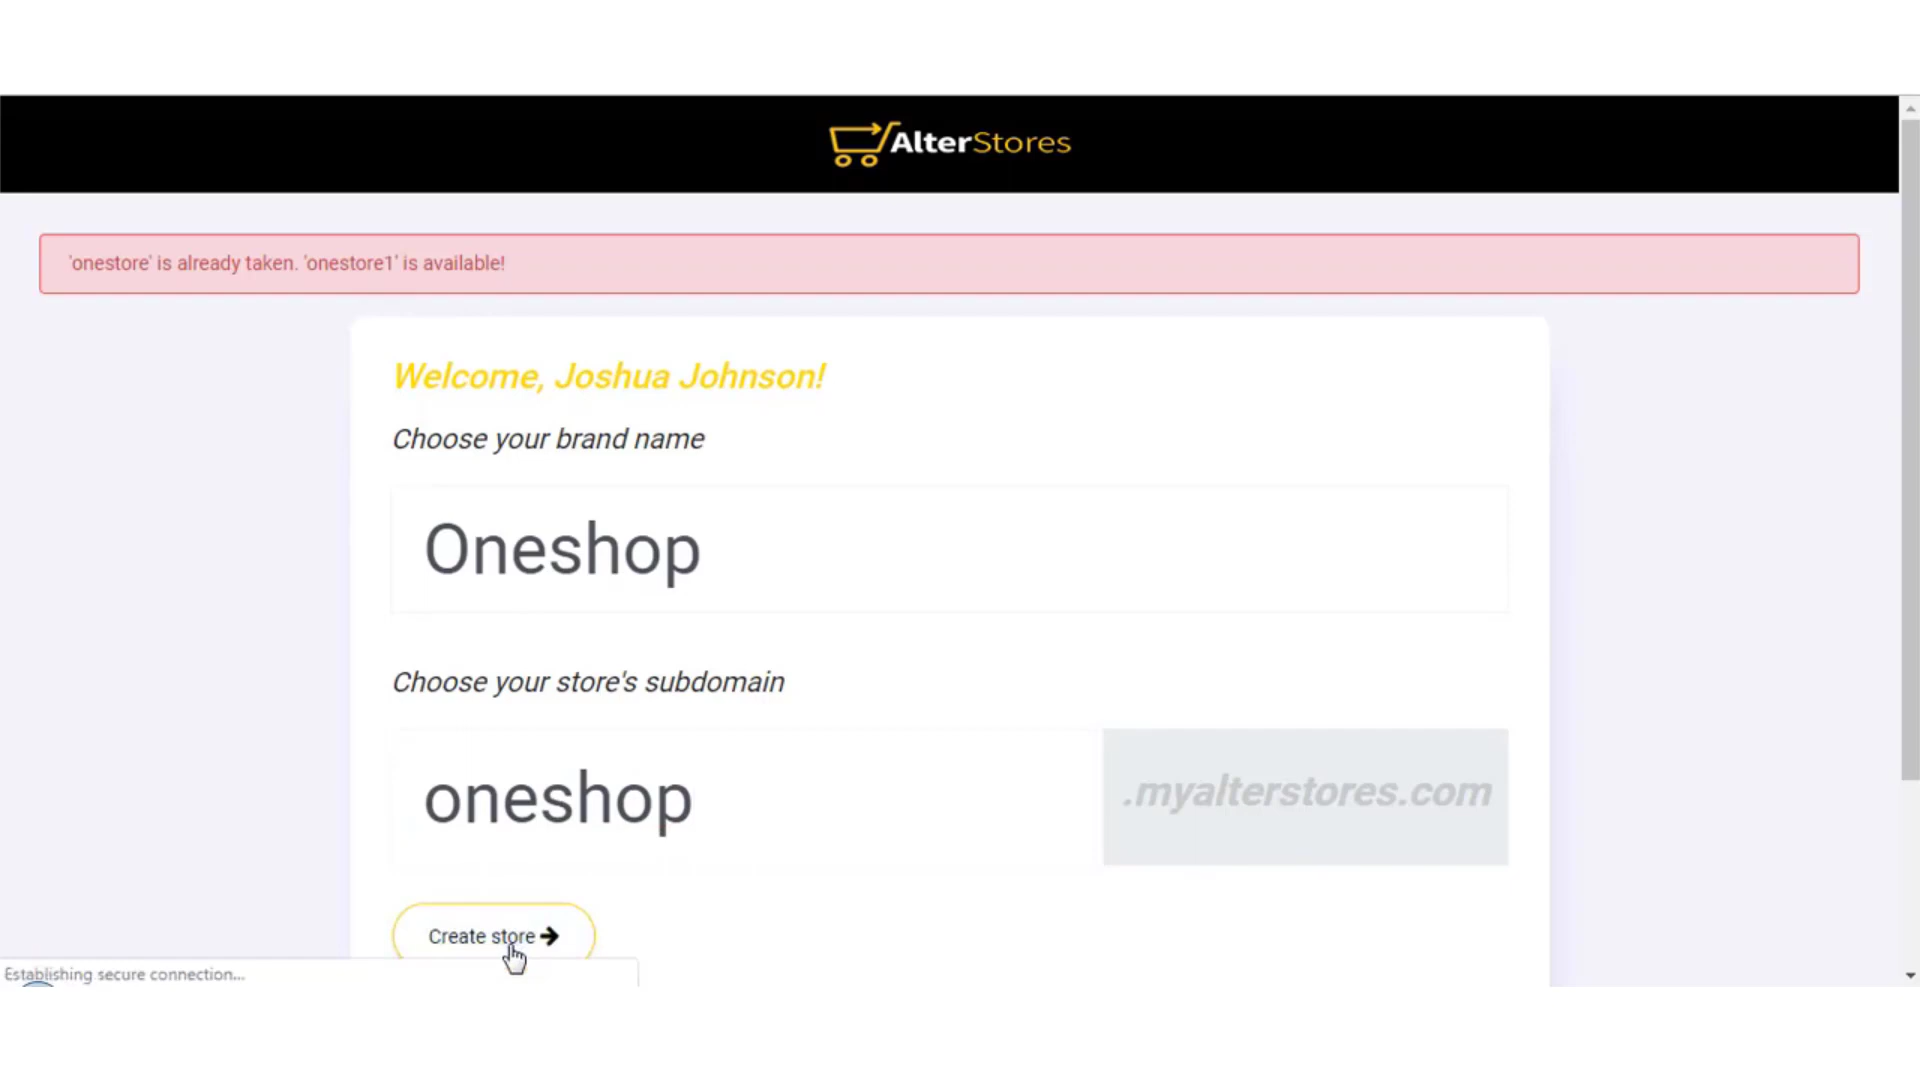 AlterStores
'onestore' is already taken. 'onestore1' is available!
Welcome, Joshua Johnson!
Choose your brand name
Oneshop
Choose your store's subdomain
oneshop
.myalterstores.com
Create store
Establishing secure connection...